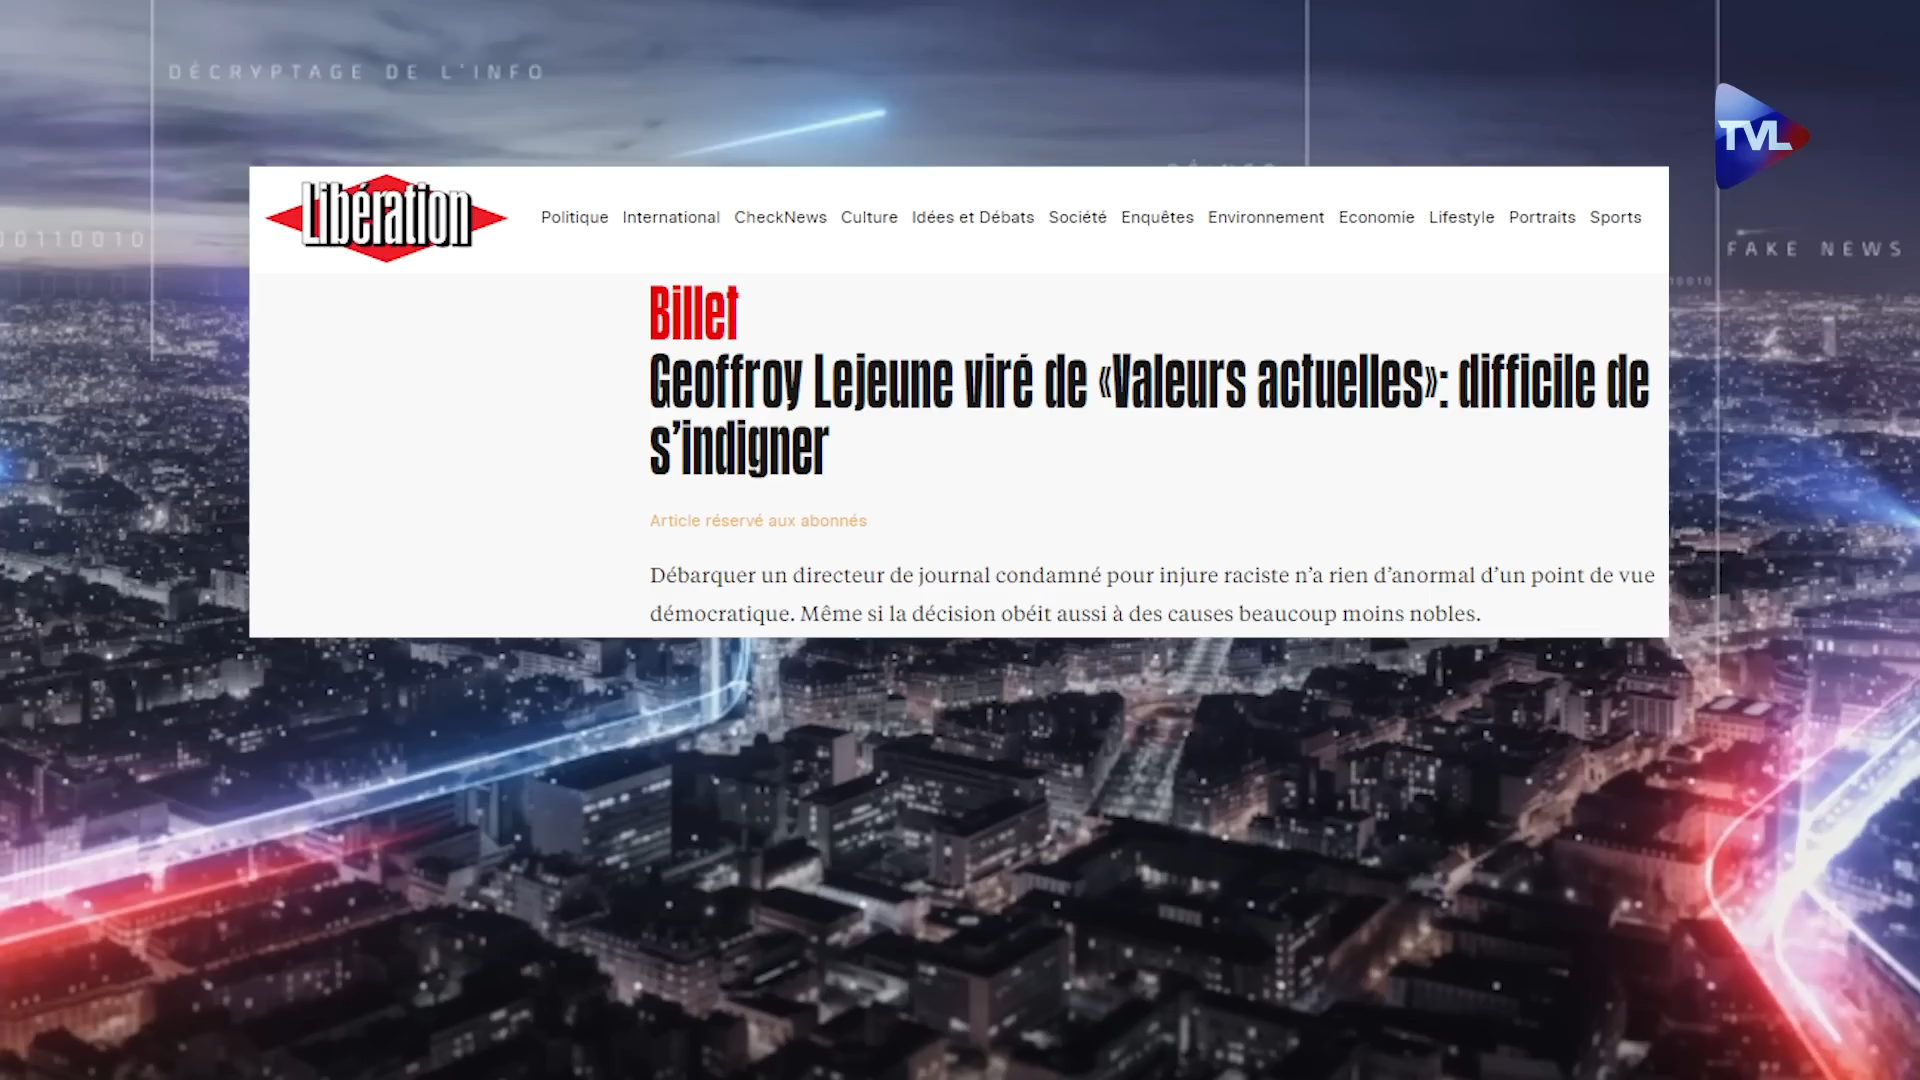 DÉCRYPTAGE DE L'INFO
TVL
Libération
Politique International CheckNews Culture Idées et Débats Société Enquêtes Environnement Economie Lifestyle Portraits Sports
00110010
FAKE NEWS
Billet
Geoffroy Lejeune viré de «Valeurs actuelles»: difficile de
s'indigner
Article réservé aux abonnés
Débarquer un directeur de journal condamné pour injure raciste n'a rien d'anormal d'un point de vue
démocratique. Même si la décision obéit aussi à des causes beaucoup moins nobles.